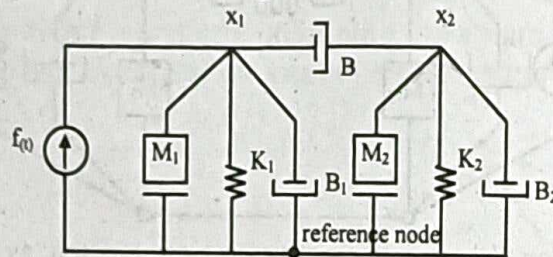 x₁ x₂
B
f₍t₎ M₁ K₁ B₁ M₂ K₂ B₂
reference node